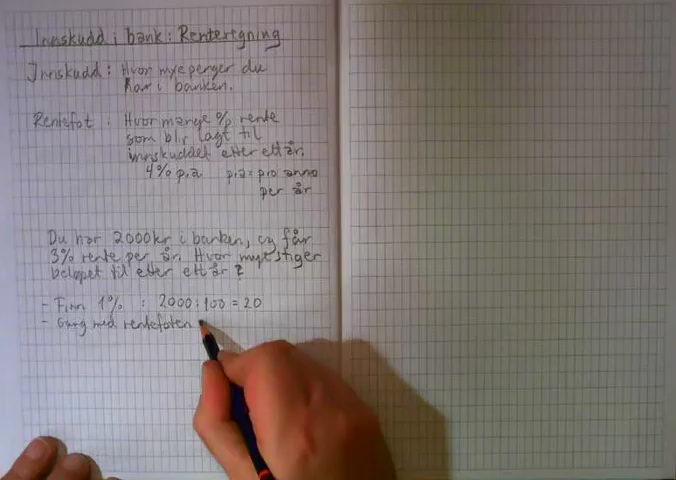 Innskudd i bank: Renteregning
Innskudd: Hvor mye penger du
har i banken.
Rentefot: Hvor mange % rente
som blir lagt til
innskuddet etter ett år.
4% p.a p.a = pro anno
per år
Du har 2000kr i banken, og får
3% rente per år. Hvor mye stiger
beløpet til etter ett år?
- Finn 1% : 2000:100 = 20
- Gang med rentefoten